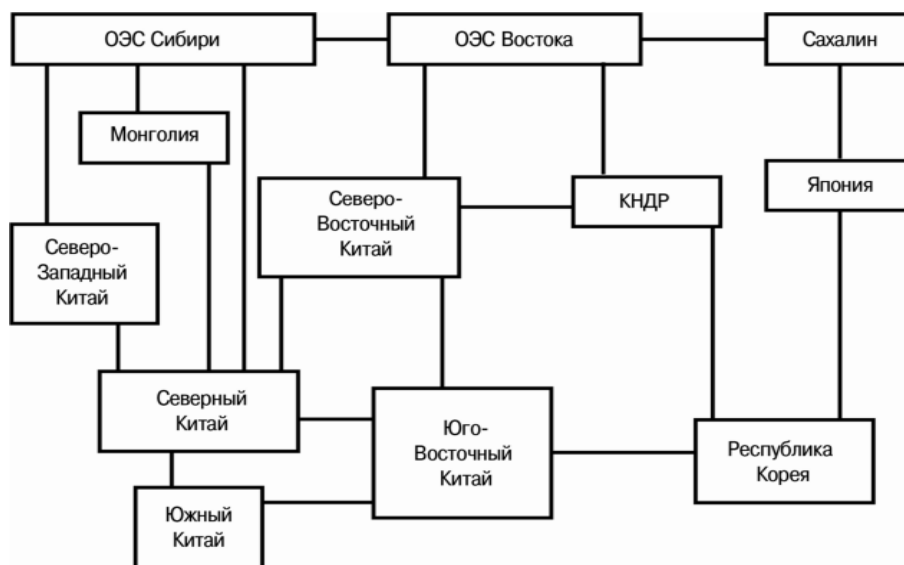 ОЭС Сибири
ОЭС Востока
Сахалин
Монголия
Япония
КНДР
Северо-
Восточный
Китай
Северо-
Западный
Китай
Северный
Китай
Юго-
Восточный
Китай
Республика
Корея
Южный
Китай